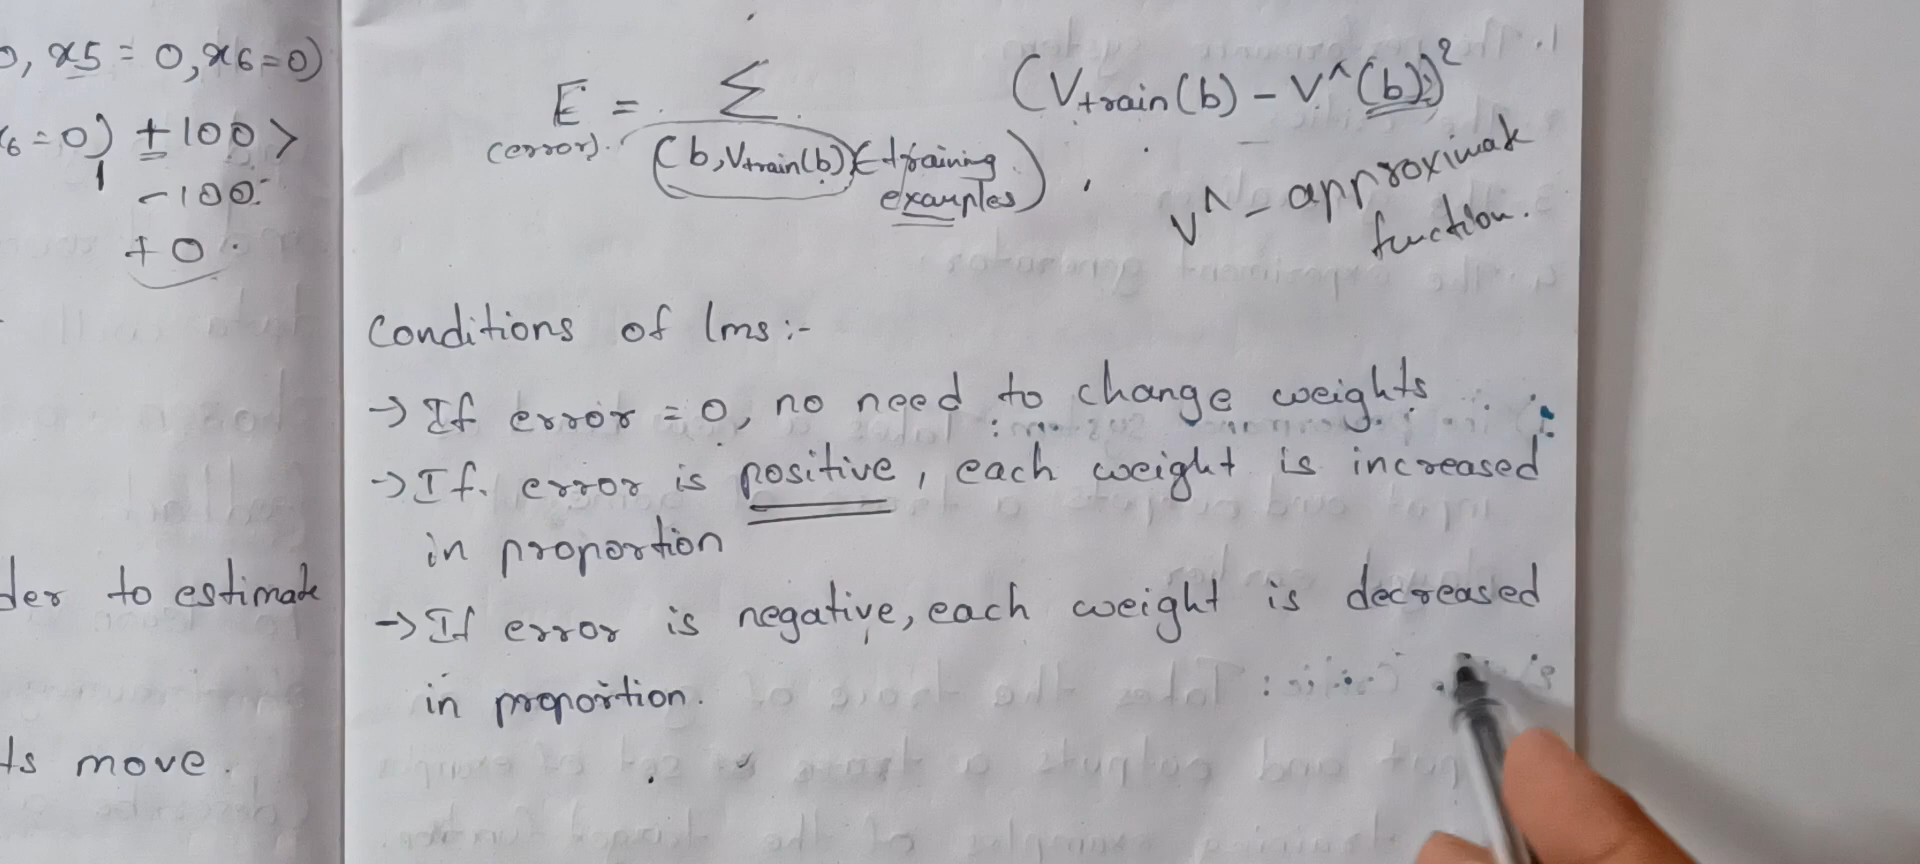 , x5 = 0, x6=0)
6=0) ± 100 >
-100
+0.
der to estimate
ts move.
E = Σ (Vtrain(b) - V^(b))²
(error). (b, Vtrain(b) ∈ training
examples) ,
V^ - approximate
function.
Conditions of lms:-
→ If error = 0, no need to change weights
→ If error is positive, each weight is increased
in proportion
→ If error is negative, each weight is decreased
in proportion.